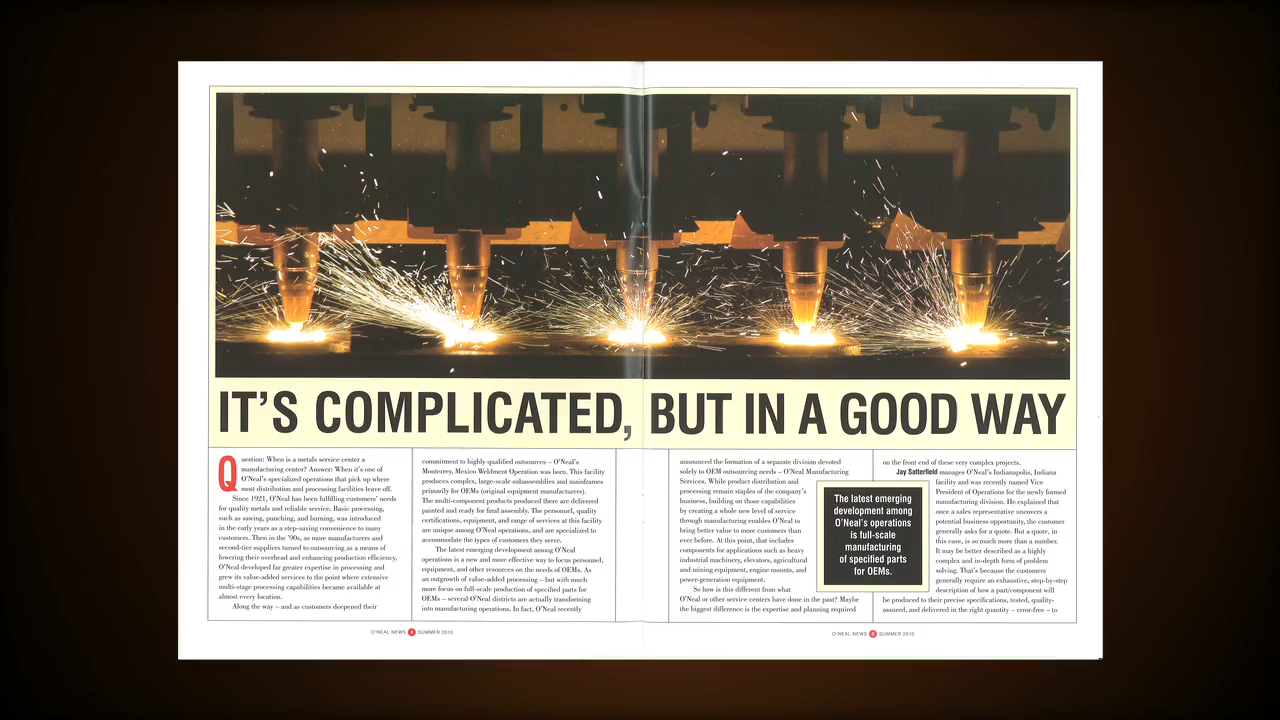 IT'S COMPLICATED, BUT IN A GOOD WAY
Question: When is a metals service center a
manufacturing center? Answer: When it's one of
O'Neal's specialized operations that pick up where
most distribution and processing facilities leave off.
Since 1921, O'Neal has been fulfilling customers' needs
for quality metals and reliable service. Basic processing,
such as sawing, punching, and burning, was introduced
in the early years as a step-saving convenience to many
customers. Then in the '90s, as more manufacturers and
second-tier suppliers turned to outsourcing as a means of
lowering their overhead and enhancing production efficiency,
O'Neal developed far greater expertise in processing and
grew its value-added services to the point where extensive
multi-stage processing capabilities became available at
almost every location.
Along the way – and as customers deepened their
commitment to highly qualified outsources – O'Neal's
Monterrey, Mexico Weldment Operation was born. This facility
produces complex, large-scale subassemblies and mainframes
primarily for OEMs (original equipment manufacturers).
The multi-component products produced there are delivered
painted and ready for final assembly. The personnel, quality
certifications, equipment, and range of services at this facility
are unique among O'Neal operations, and are specialized to
accommodate the types of customers they serve.
The latest emerging development among O'Neal
operations is a new and more effective way to focus personnel,
equipment, and other resources on the needs of OEMs. As
an outgrowth of value-added processing – but with much
more focus on full-scale production of specified parts for
OEMs – several O'Neal districts are actually transforming
into manufacturing operations. In fact, O'Neal recently
announced the formation of a separate division devoted
solely to OEM outsourcing needs – O'Neal Manufacturing
Services. While product distribution and
processing remain staples of the company's
business, building on those capabilities
by creating a whole new level of service
through manufacturing enables O'Neal to
bring better value to more customers than
ever before. At this point, that includes
components for applications such as heavy
industrial machinery, elevators, agricultural
and mining equipment, engine mounts, and
power-generation equipment.
So how is this different from what
O'Neal or other service centers have done in the past? Maybe
the biggest difference is the expertise and planning required
The latest emerging
development among
O'Neal's operations
is full-scale
manufacturing
of specified parts
for OEMs.
on the front end of these very complex projects.
Jay Satterfield manages O'Neal's Indianapolis, Indiana
facility and was recently named Vice
President of Operations for the newly formed
manufacturing division. He explained that
once a sales representative uncovers a
potential business opportunity, the customer
generally asks for a quote. But a quote, in
this case, is so much more than a number.
It may be better described as a highly
complex and in-depth form of problem
solving. That's because the customers
generally require an exhaustive, step-by-step
description of how a part/component will
be produced to their precise specifications, tested, quality-
assured, and delivered in the right quantity – error-free – to
O'NEAL NEWS 4 SUMMER 2010
O'NEAL NEWS 5 SUMMER 2010